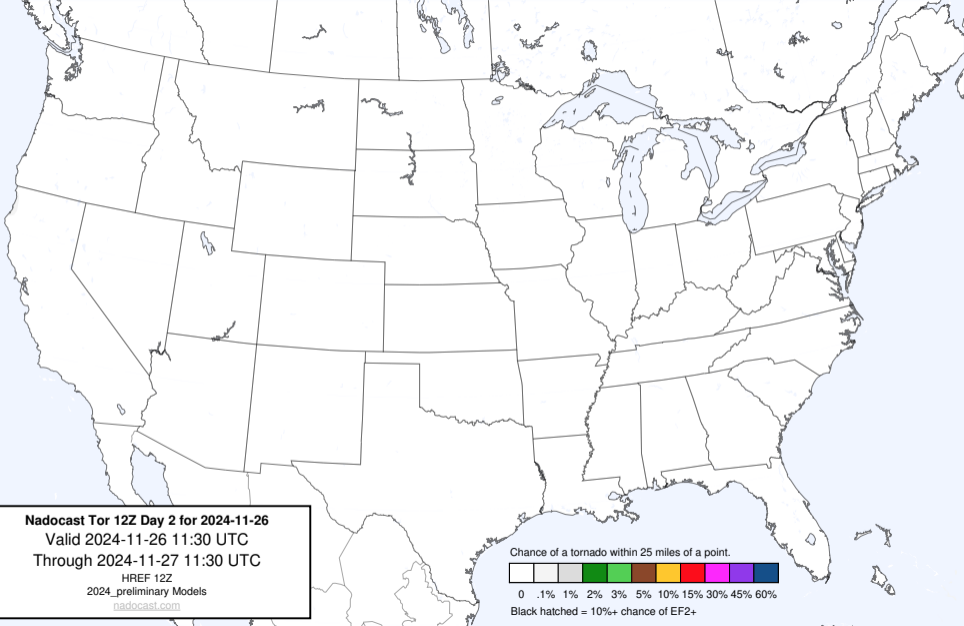 Nadocast Tor 12Z Day 2 for 2024-11-26
Valid 2024-11-26 11:30 UTC
Through 2024-11-27 11:30 UTC
HREF 12Z
2024_preliminary Models
nadocast.com
Chance of a tornado within 25 miles of a point.
0 .1% 1% 2% 3% 5% 10% 15% 30% 45% 60%
Black hatched = 10%+ chance of EF2+